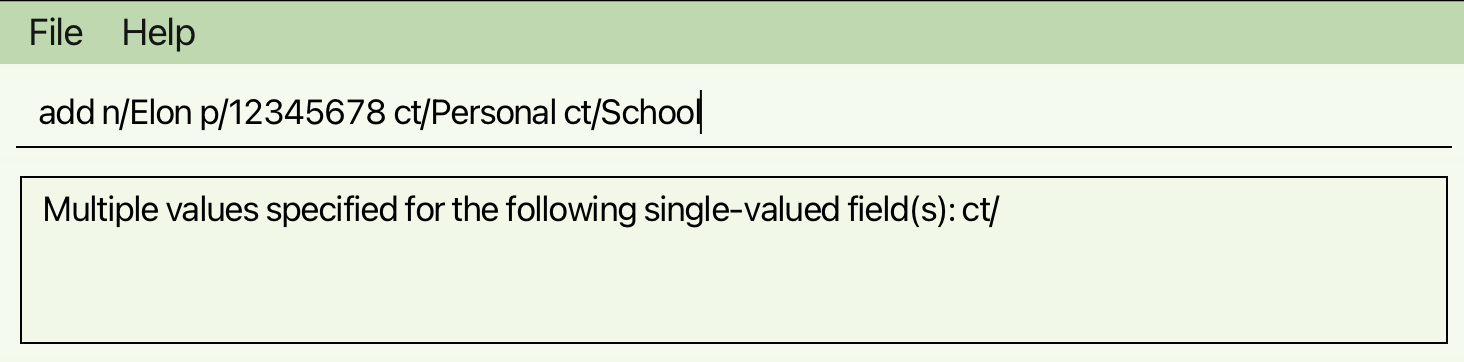 File Help
add n/Elon p/12345678 ct/Personal ct/School
Multiple values specified for the following single-valued field(s): ct/